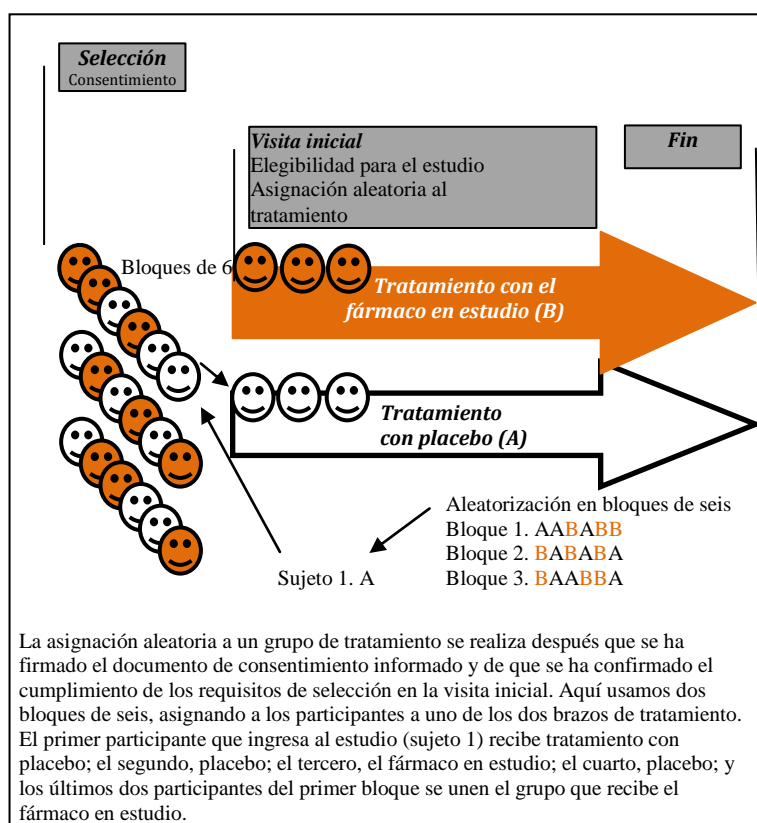 Selección
Consentimiento
Visita inicial
Elegibilidad para el estudio
Asignación aleatoria al
tratamiento
Fin
Bloques de 6
Tratamiento con el
fármaco en estudio (B)
Tratamiento
con placebo (A)
Aleatorización en bloques de seis
Bloque 1. AABABB
Bloque 2. BABABA
Bloque 3. BAABBA
Sujeto 1. A
La asignación aleatoria a un grupo de tratamiento se realiza después que se ha
firmado el documento de consentimiento informado y de que se ha confirmado el
cumplimiento de los requisitos de selección en la visita inicial. Aquí usamos dos
bloques de seis, asignando a los participantes a uno de los dos brazos de tratamiento.
El primer participante que ingresa al estudio (sujeto 1) recibe tratamiento con
placebo; el segundo, placebo; el tercero, el fármaco en estudio; el cuarto, placebo; y
los últimos dos participantes del primer bloque se unen el grupo que recibe el
fármaco en estudio.